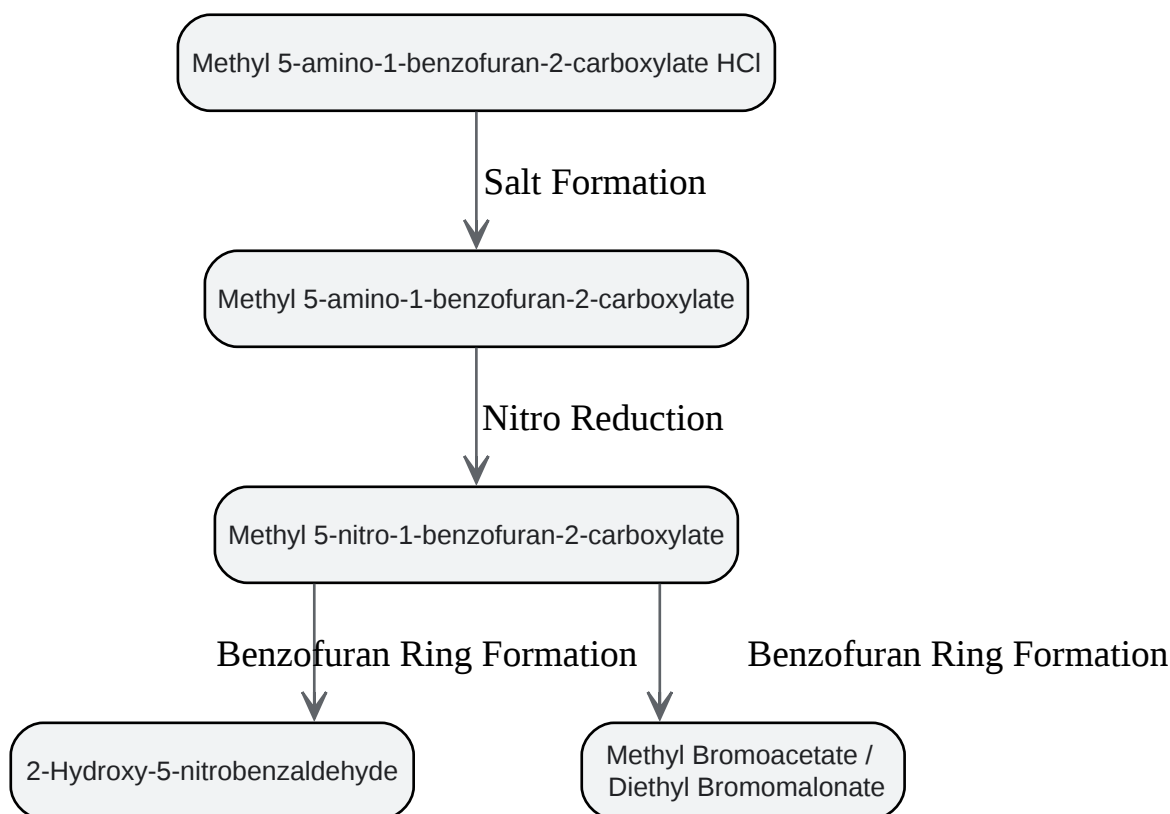 Methyl 5-amino-1-benzofuran-2-carboxylate HCl
Salt Formation
Methyl 5-amino-1-benzofuran-2-carboxylate
Nitro Reduction
Methyl 5-nitro-1-benzofuran-2-carboxylate
Benzofuran Ring Formation
Benzofuran Ring Formation
2-Hydroxy-5-nitrobenzaldehyde
Methyl Bromoacetate /
Diethyl Bromomalonate